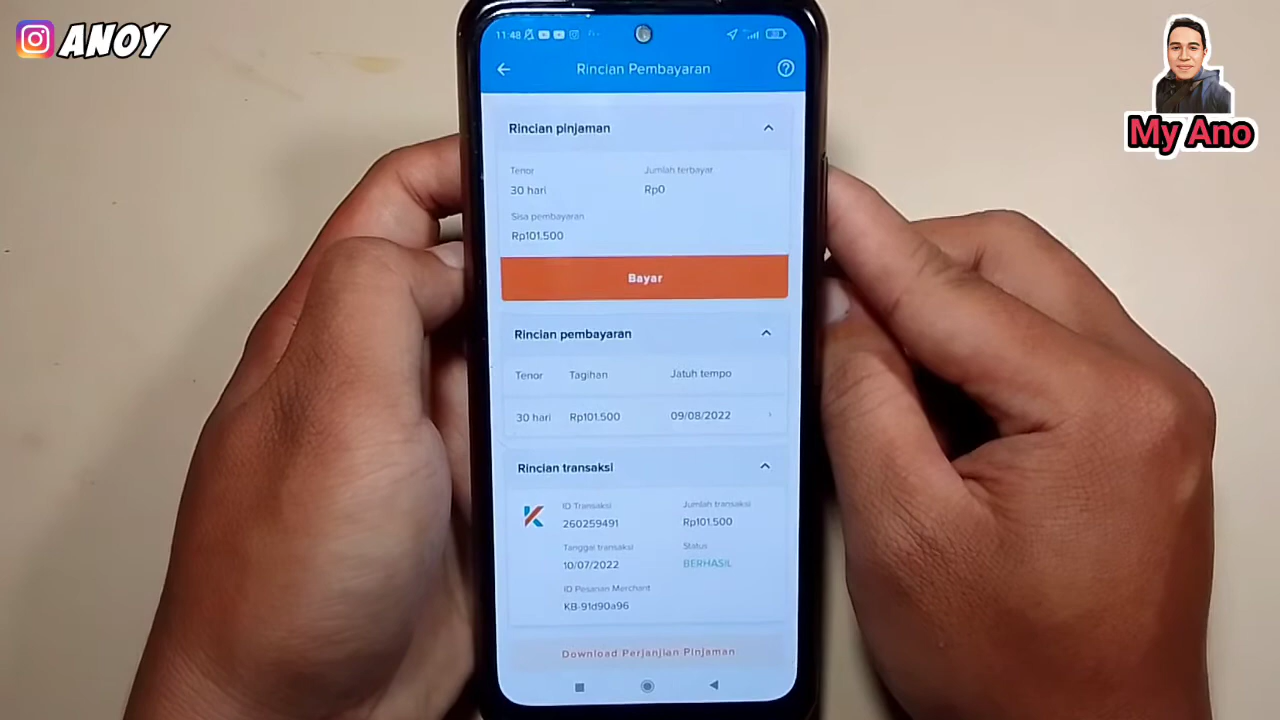 ANOY
My Ano
11:48
Rincian Pembayaran
Rincian pinjaman
Tenor Jumlah terbayar
30 hari Rp0
Sisa pembayaran
Rp101.500
Bayar
Rincian pembayaran
Tenor Tagihan Jatuh tempo
30 hari Rp101.500 09/08/2022
Rincian transaksi
ID Transaksi Jumlah transaksi
260259491 Rp101.500
Tanggal transaksi Status
10/07/2022 BERHASIL
ID Pesanan Merchant
KB-91d90a96
Download Perjanjian Pinjaman